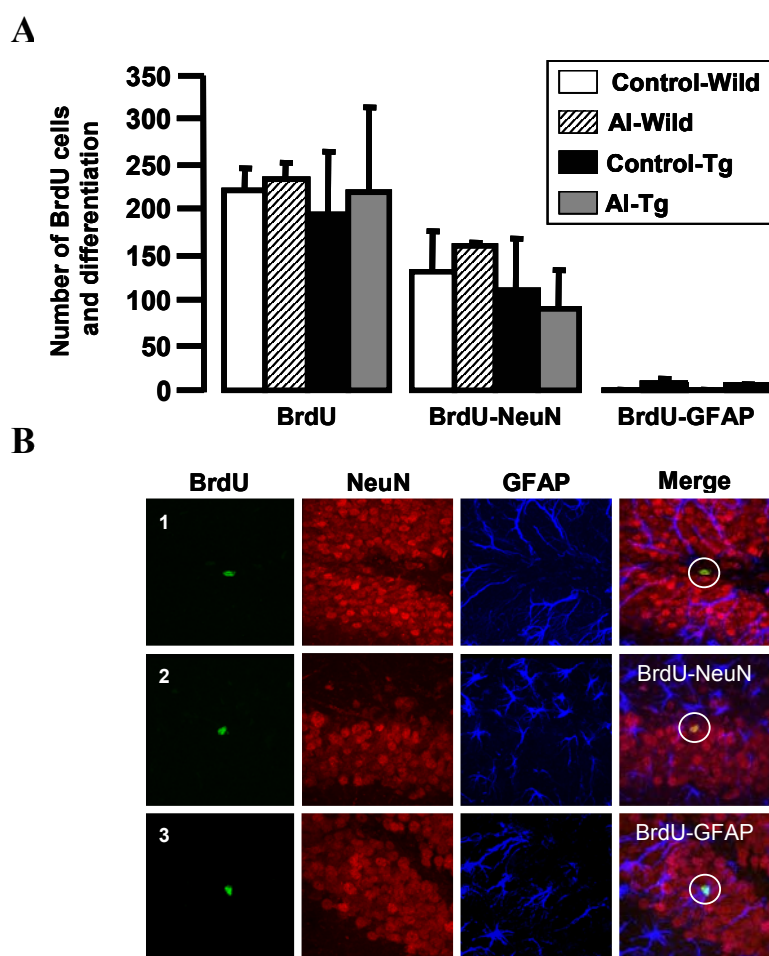 A
Number of BrdU cells
and differentiation
350
300
250
200
150
100
50
0
Control-Wild
Al-Wild
Control-Tg
Al-Tg
BrdU
BrdU-NeuN
BrdU-GFAP
B
BrdU
NeuN
GFAP
Merge
1
2
BrdU-NeuN
3
BrdU-GFAP